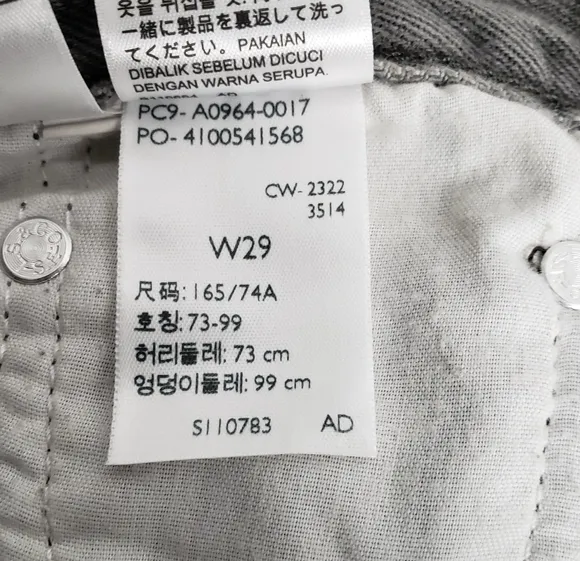 一緒に製品を裏返して洗っ
てください。PAKAIAN
DIBALIK SEBELUM DICUCI
DENGAN WARNA SERUPA.
PC9- A0964-0017
PO- 4100541568
CW- 2322
3514
W29
尺码: 165/74A
호칭: 73-99
허리둘레: 73 cm
엉덩이둘레: 99 cm
S110783 AD